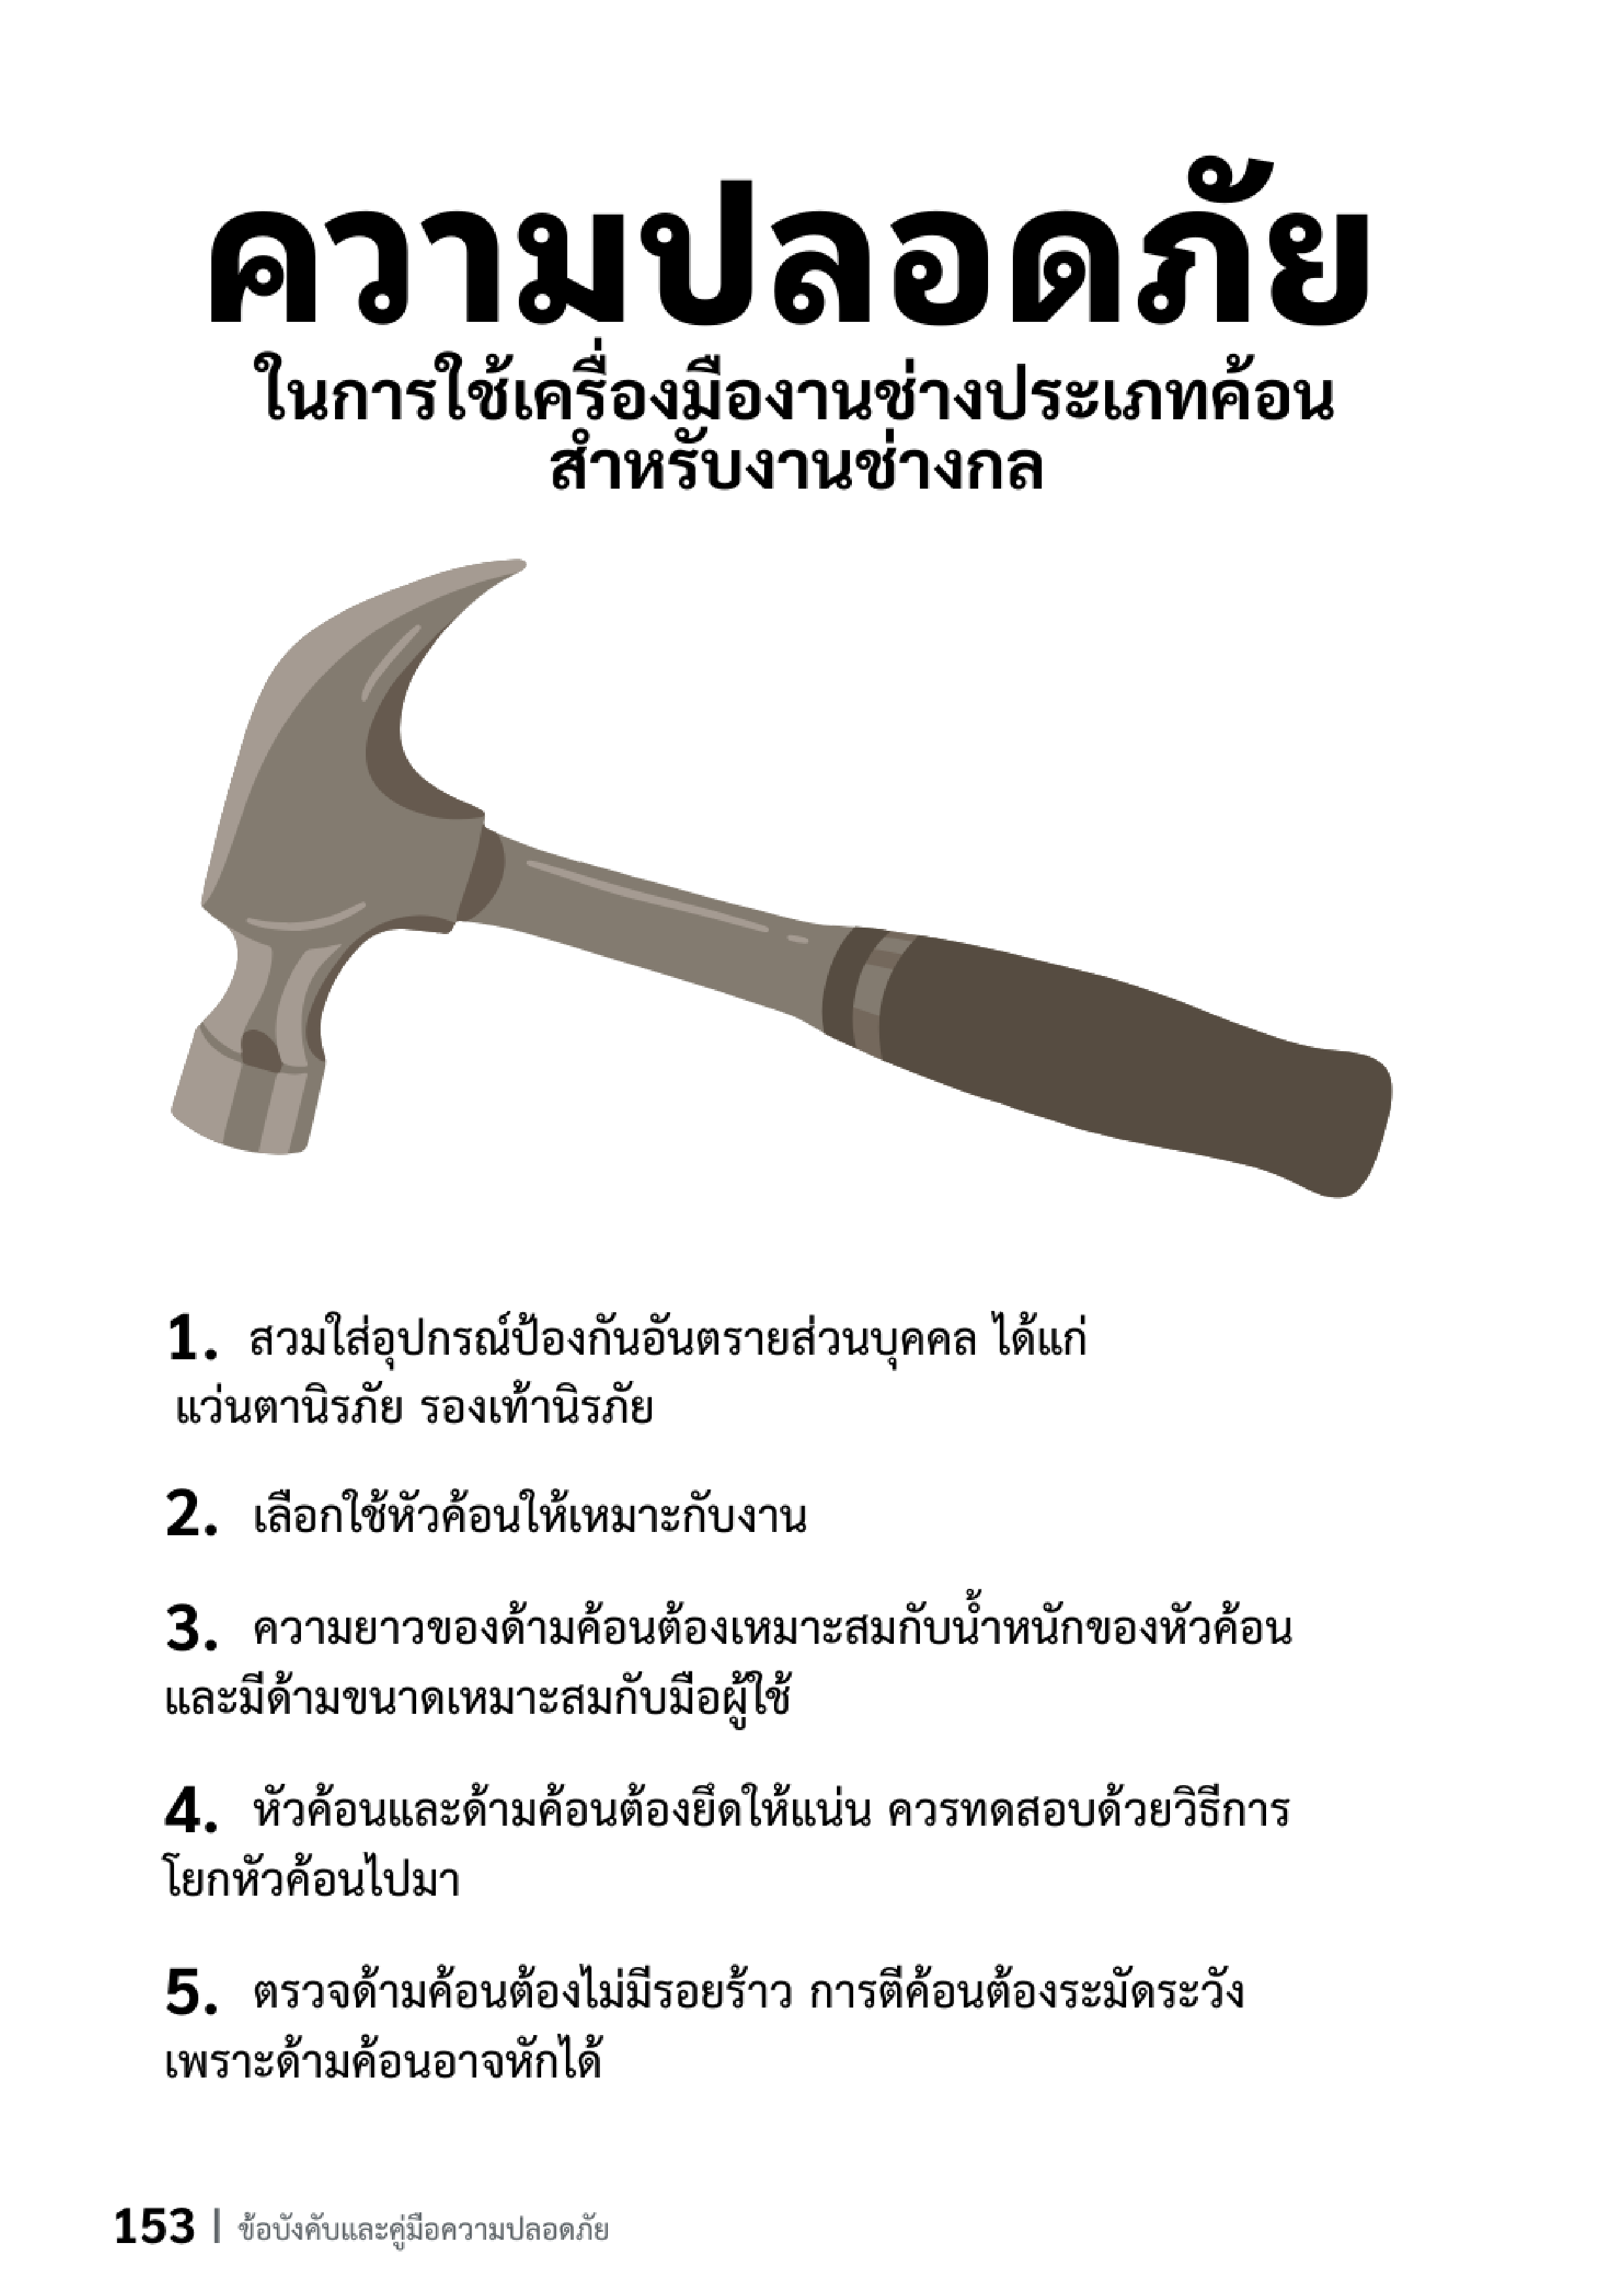 ความปลอดภัย
ในการใช้เครื่องมืองานช่างประเภทค้อน
สำหรับงานช่างกล
1. สวมใส่อุปกรณ์ป้องกันอันตรายส่วนบุคคล ได้แก่
แว่นตานิรภัย รองเท้านิรภัย
2. เลือกใช้หัวค้อนให้เหมาะกับงาน
3. ความยาวของด้ามค้อนต้องเหมาะสมกับน้ำหนักของหัวค้อน
และมีด้ามขนาดเหมาะสมกับมือผู้ใช้
4. หัวค้อนและด้ามค้อนต้องยึดให้แน่น ควรทดสอบด้วยวิธีการ
โยกหัวค้อนไปมา
5. ตรวจด้ามค้อนต้องไม่มีรอยร้าว การตีค้อนต้องระมัดระวัง
เพราะด้ามค้อนอาจหักได้
153 | ข้อบังคับและคู่มือความปลอดภัย